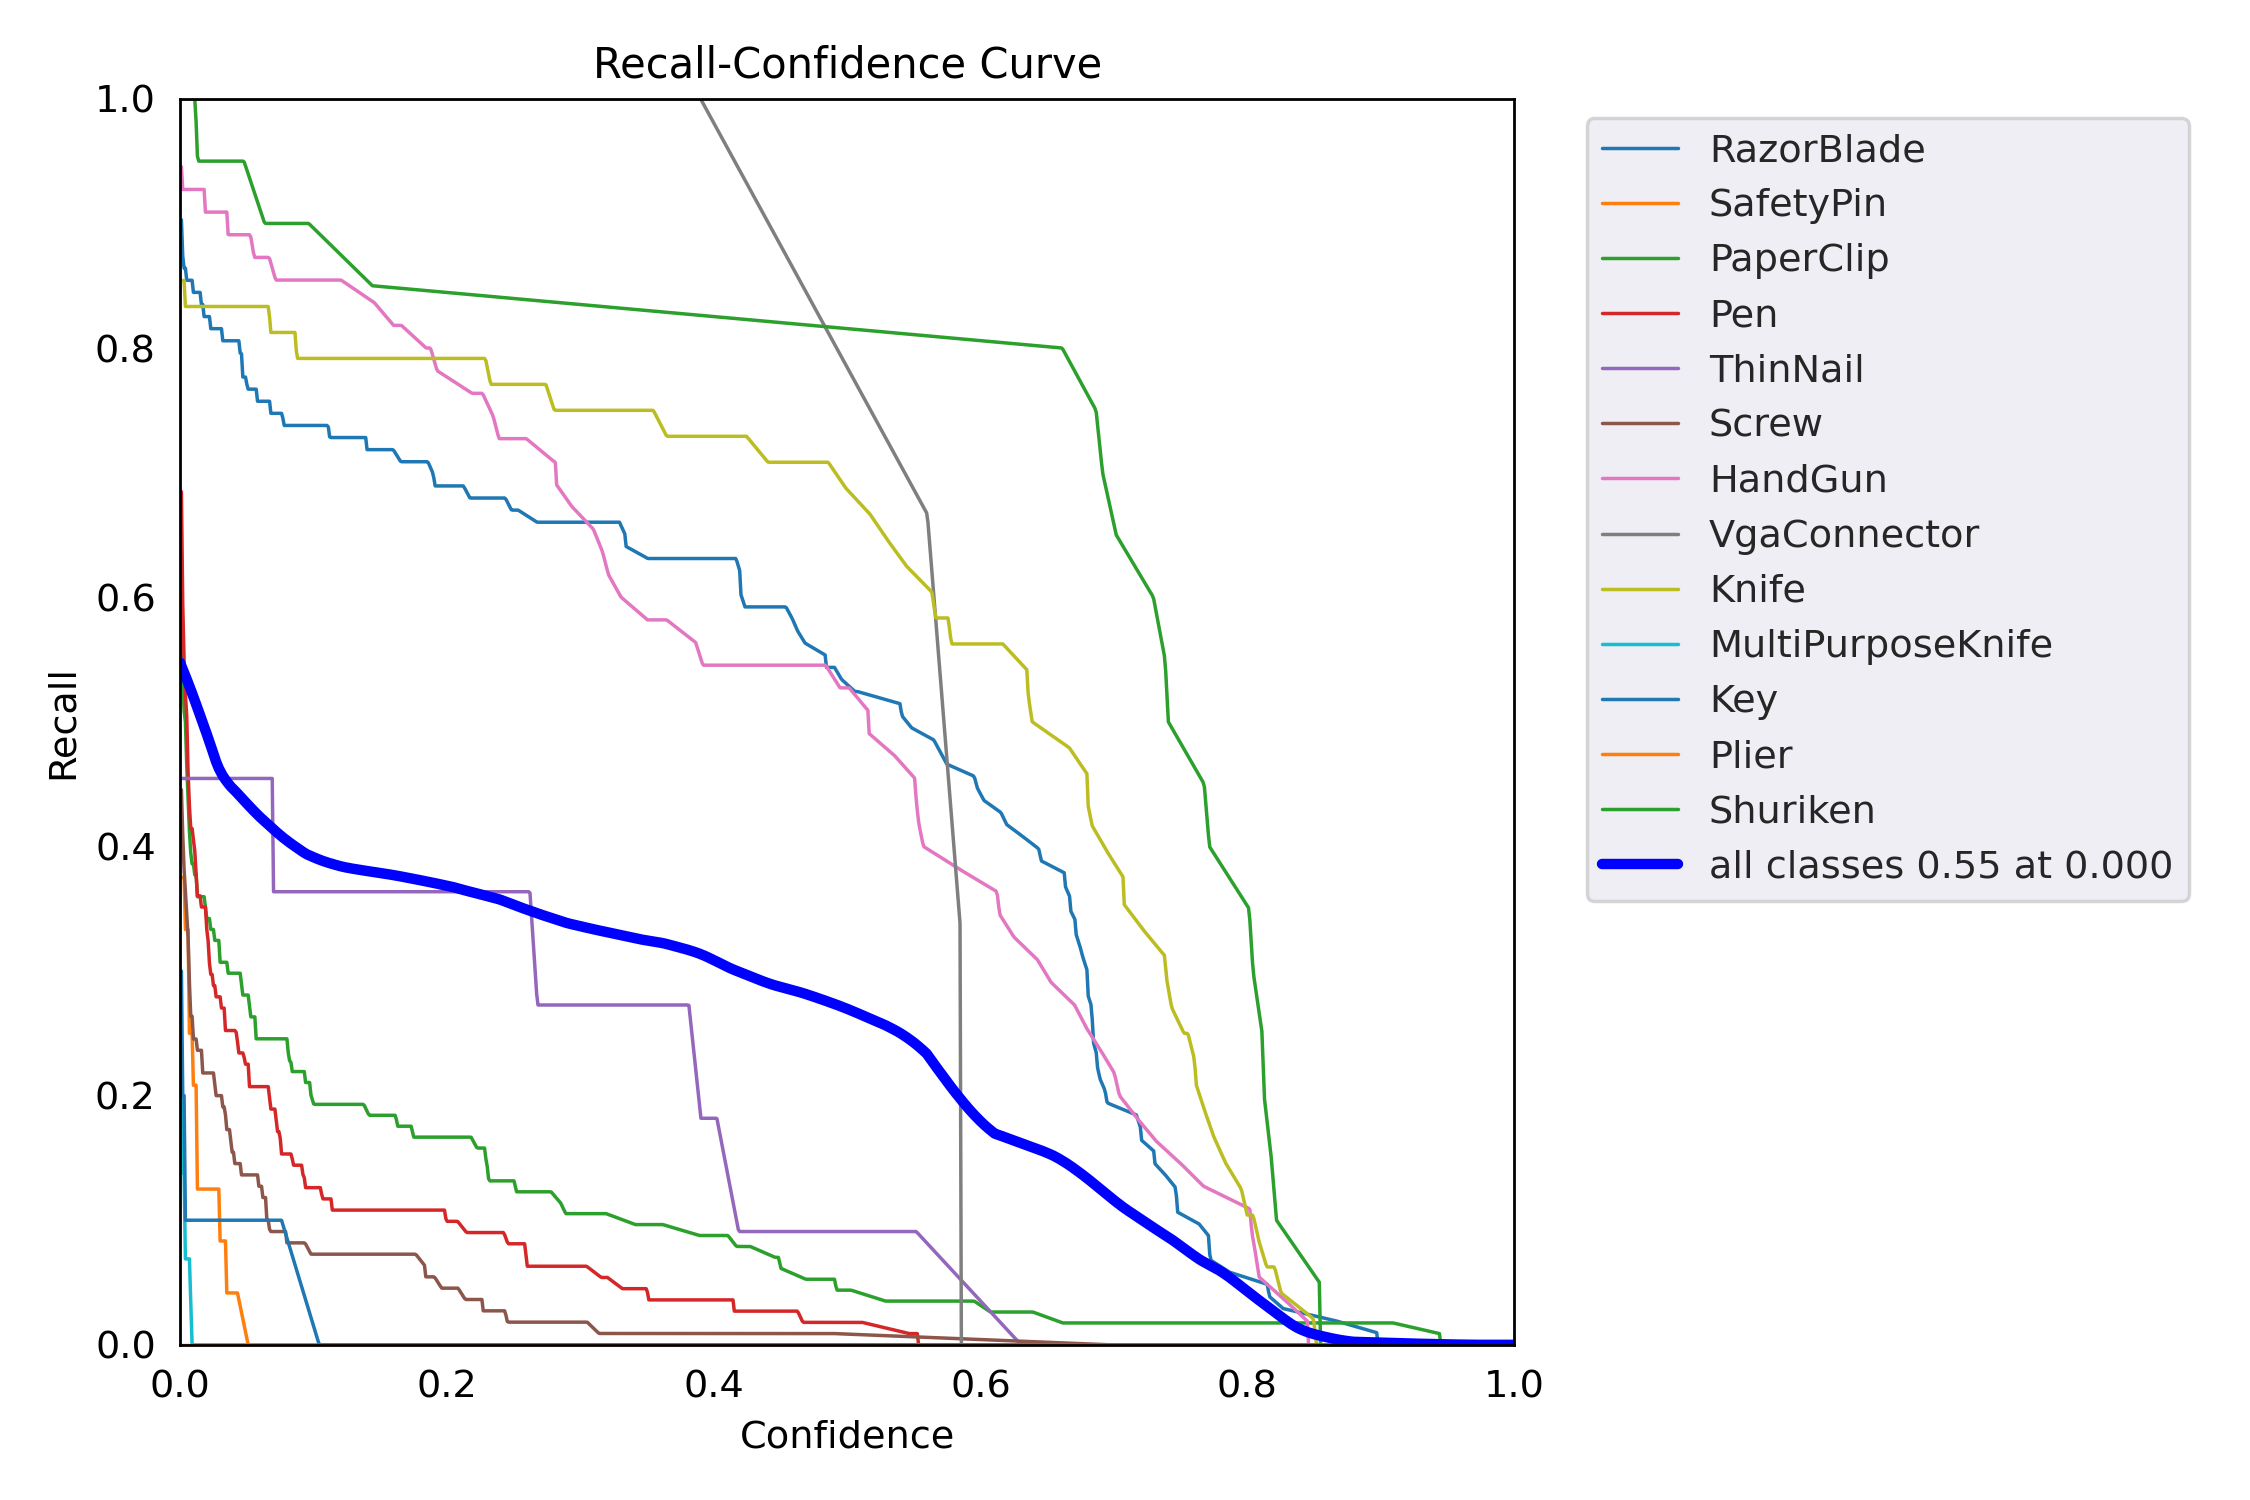 Recall-Confidence Curve
1.0
0.8
0.6
0.4
0.2
0.0
Recall
0.0 0.2 0.4 0.6 0.8 1.0
Confidence
RazorBlade
SafetyPin
PaperClip
Pen
ThinNail
Screw
HandGun
VgaConnector
Knife
MultiPurposeKnife
Key
Plier
Shuriken
all classes 0.55 at 0.000